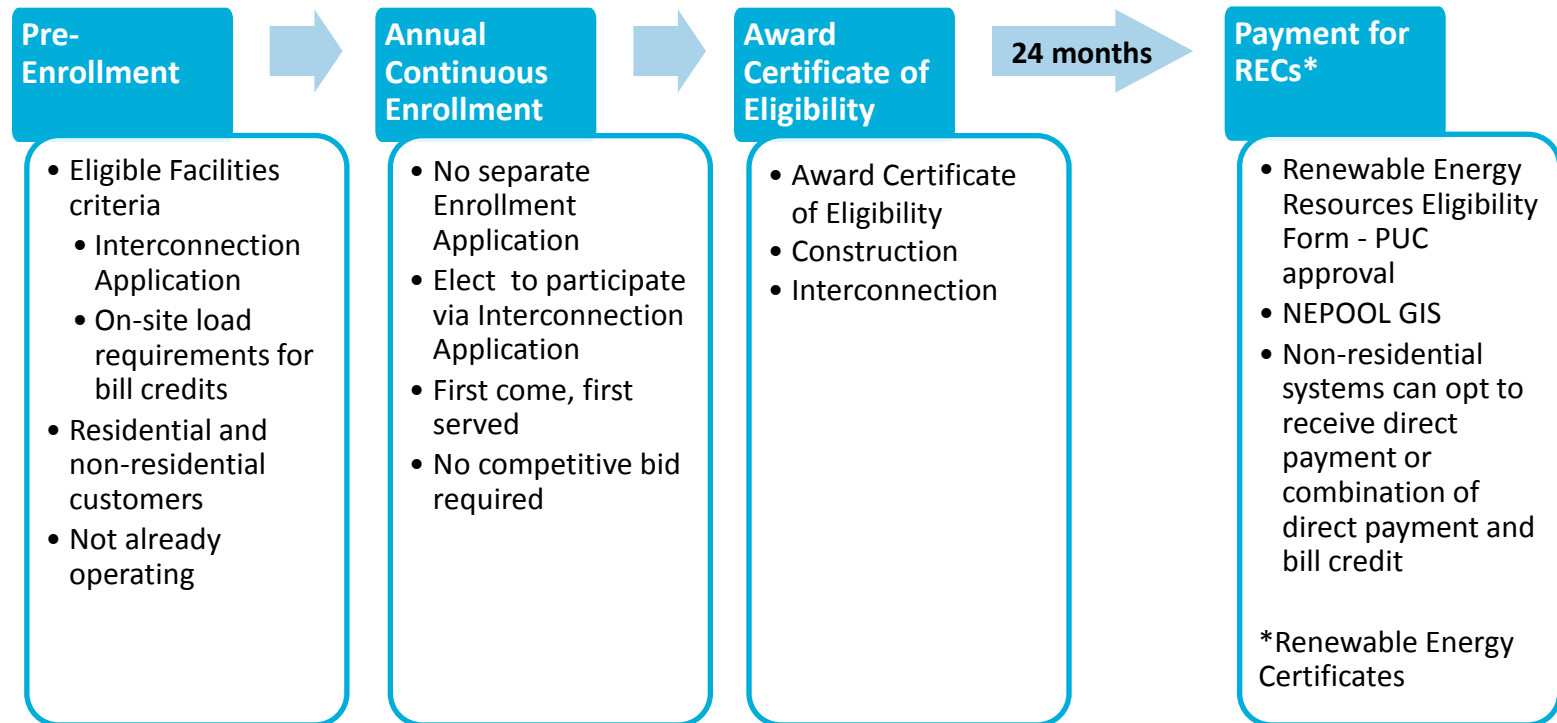 Pre-
Enrollment
• Eligible Facilities
criteria
• Interconnection
Application
• On-site load
requirements for
bill credits
• Residential and
non-residential
customers
• Not already
operating
Annual
Continuous
Enrollment
• No separate
Enrollment
Application
• Elect  to participate
via Interconnection
Application
• First come, first
served
• No competitive bid
required
Award
Certificate of
Eligibility
• Award Certificate
of Eligibility
• Construction
• Interconnection
24 months
Payment for
RECs*
• Renewable Energy
Resources Eligibility
Form - PUC
approval
• NEPOOL GIS
• Non-residential
systems can opt to
receive direct
payment or
combination of
direct payment and
bill credit
*Renewable Energy
Certificates